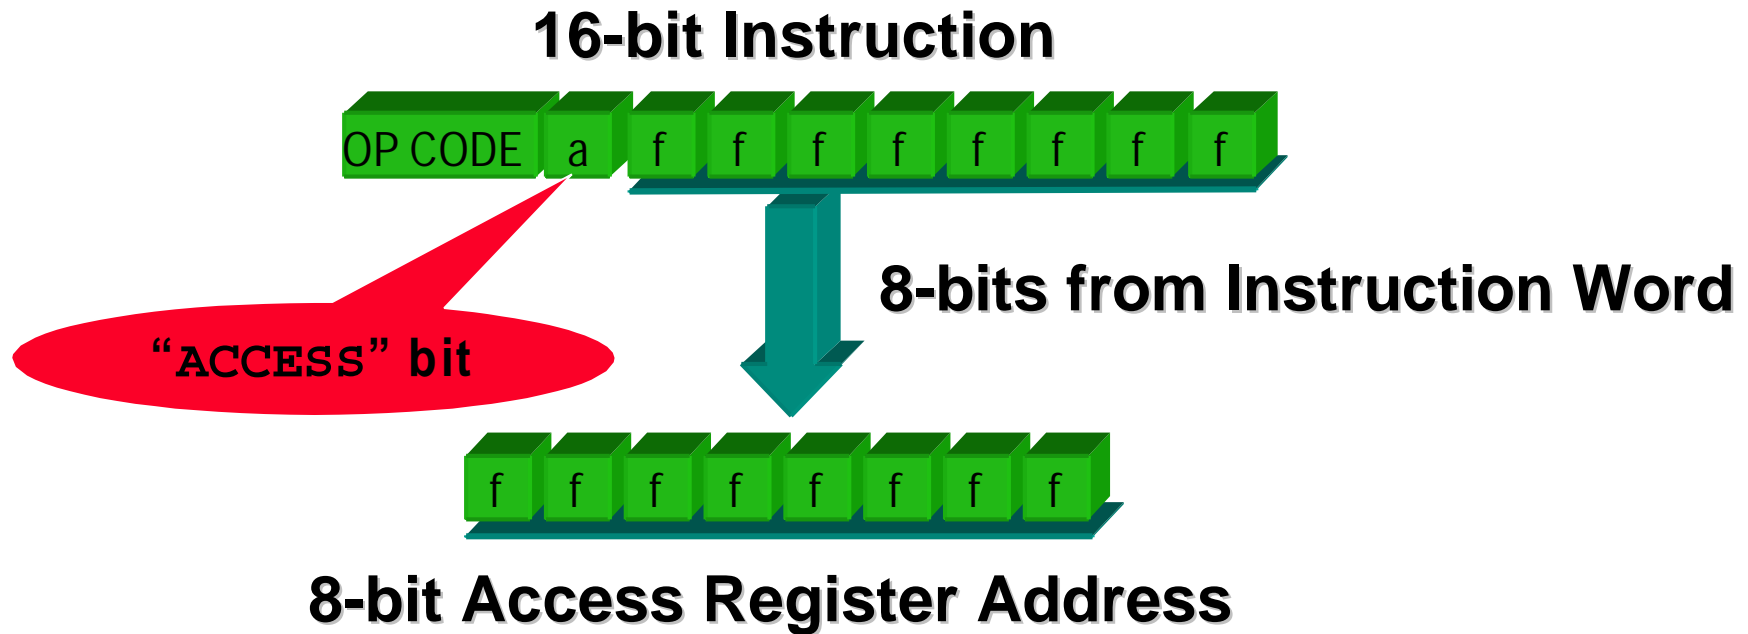 16-bit Instruction
OP CODE a f f f f f f f f
8-bits from Instruction Word
“ACCESS” bit
f f f f f f f f
8-bit Access Register Address